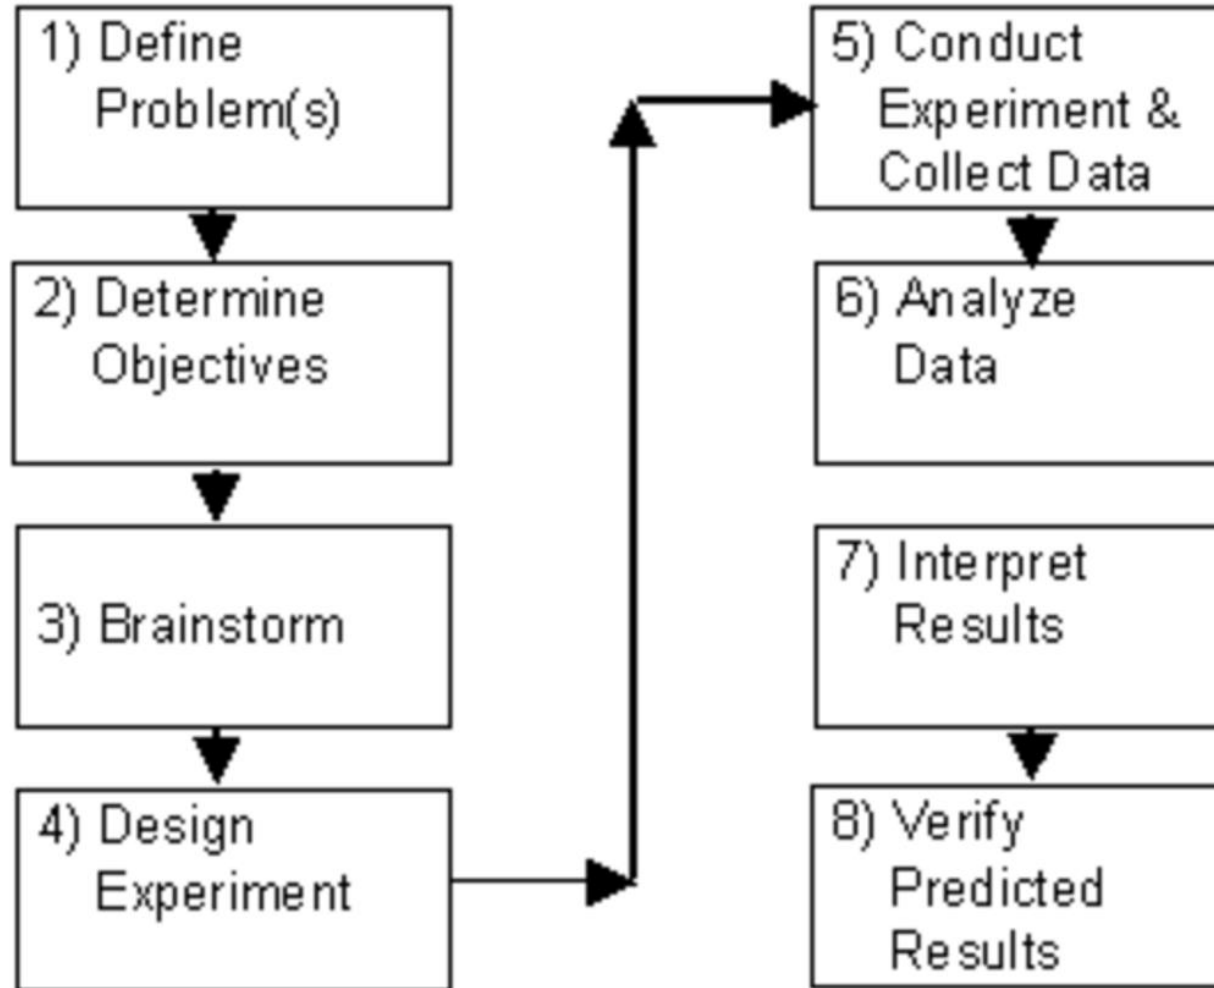 1) Define
Problem(s)
2) Determine
Objectives
3) Brainstorm
4) Design
Experiment
5) Conduct
Experiment &
Collect Data
6) Analyze
Data
7) Interpret
Results
8) Verify
Predicted
Results